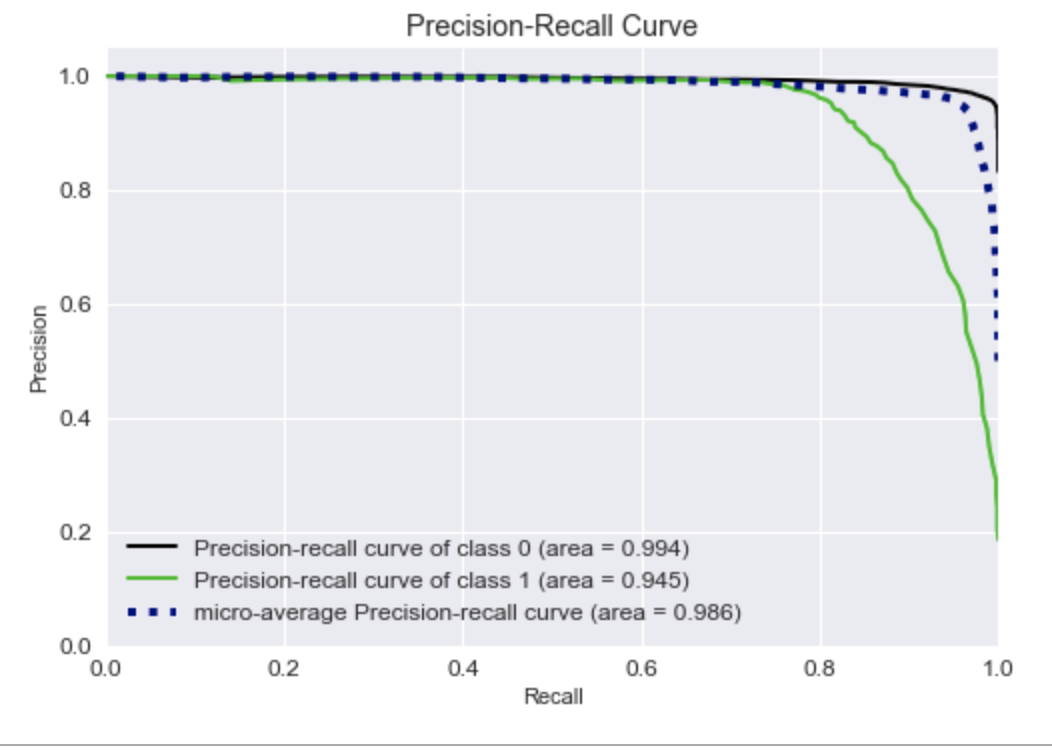 Precision-Recall Curve
1.0
0.8
0.6
0.4
0.2
0.0
Precision
Precision-recall curve of class 0 (area = 0.994)
Precision-recall curve of class 1 (area = 0.945)
micro-average Precision-recall curve (area = 0.986)
0.0 0.2 0.4 0.6 0.8 1.0
Recall